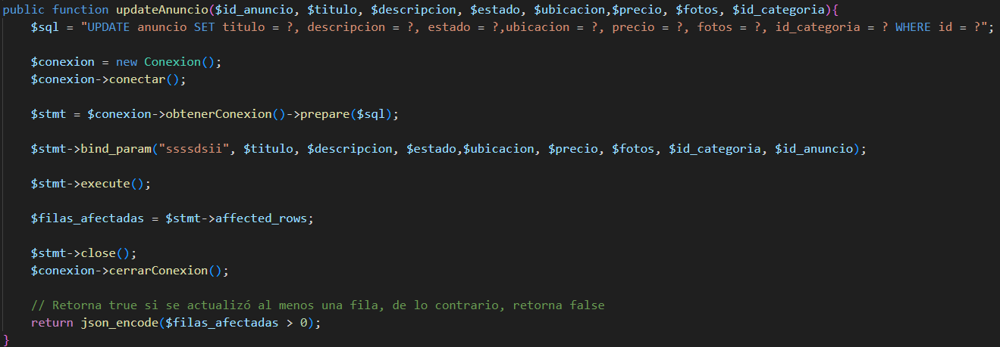 public function updateAnuncio($id_anuncio, $titulo, $descripcion, $estado, $ubicacion,$precio, $fotos, $id_categoria){
$sql = "UPDATE anuncio SET titulo = ?, descripcion = ?, estado = ?,ubicacion = ?, precio = ?, fotos = ?, id_categoria = ? WHERE id = ?";
$conexion = new Conexion();
$conexion->conectar();
$stmt = $conexion->obtenerConexion()->prepare($sql);
$stmt->bind_param("ssssdsii", $titulo, $descripcion, $estado,$ubicacion, $precio, $fotos, $id_categoria, $id_anuncio);
$stmt->execute();
$filas_afectadas = $stmt->affected_rows;
$stmt->close();
$conexion->cerrarConexion();
// Retorna true si se actualizó al menos una fila, de lo contrario, retorna false
return json_encode($filas_afectadas > 0);
}